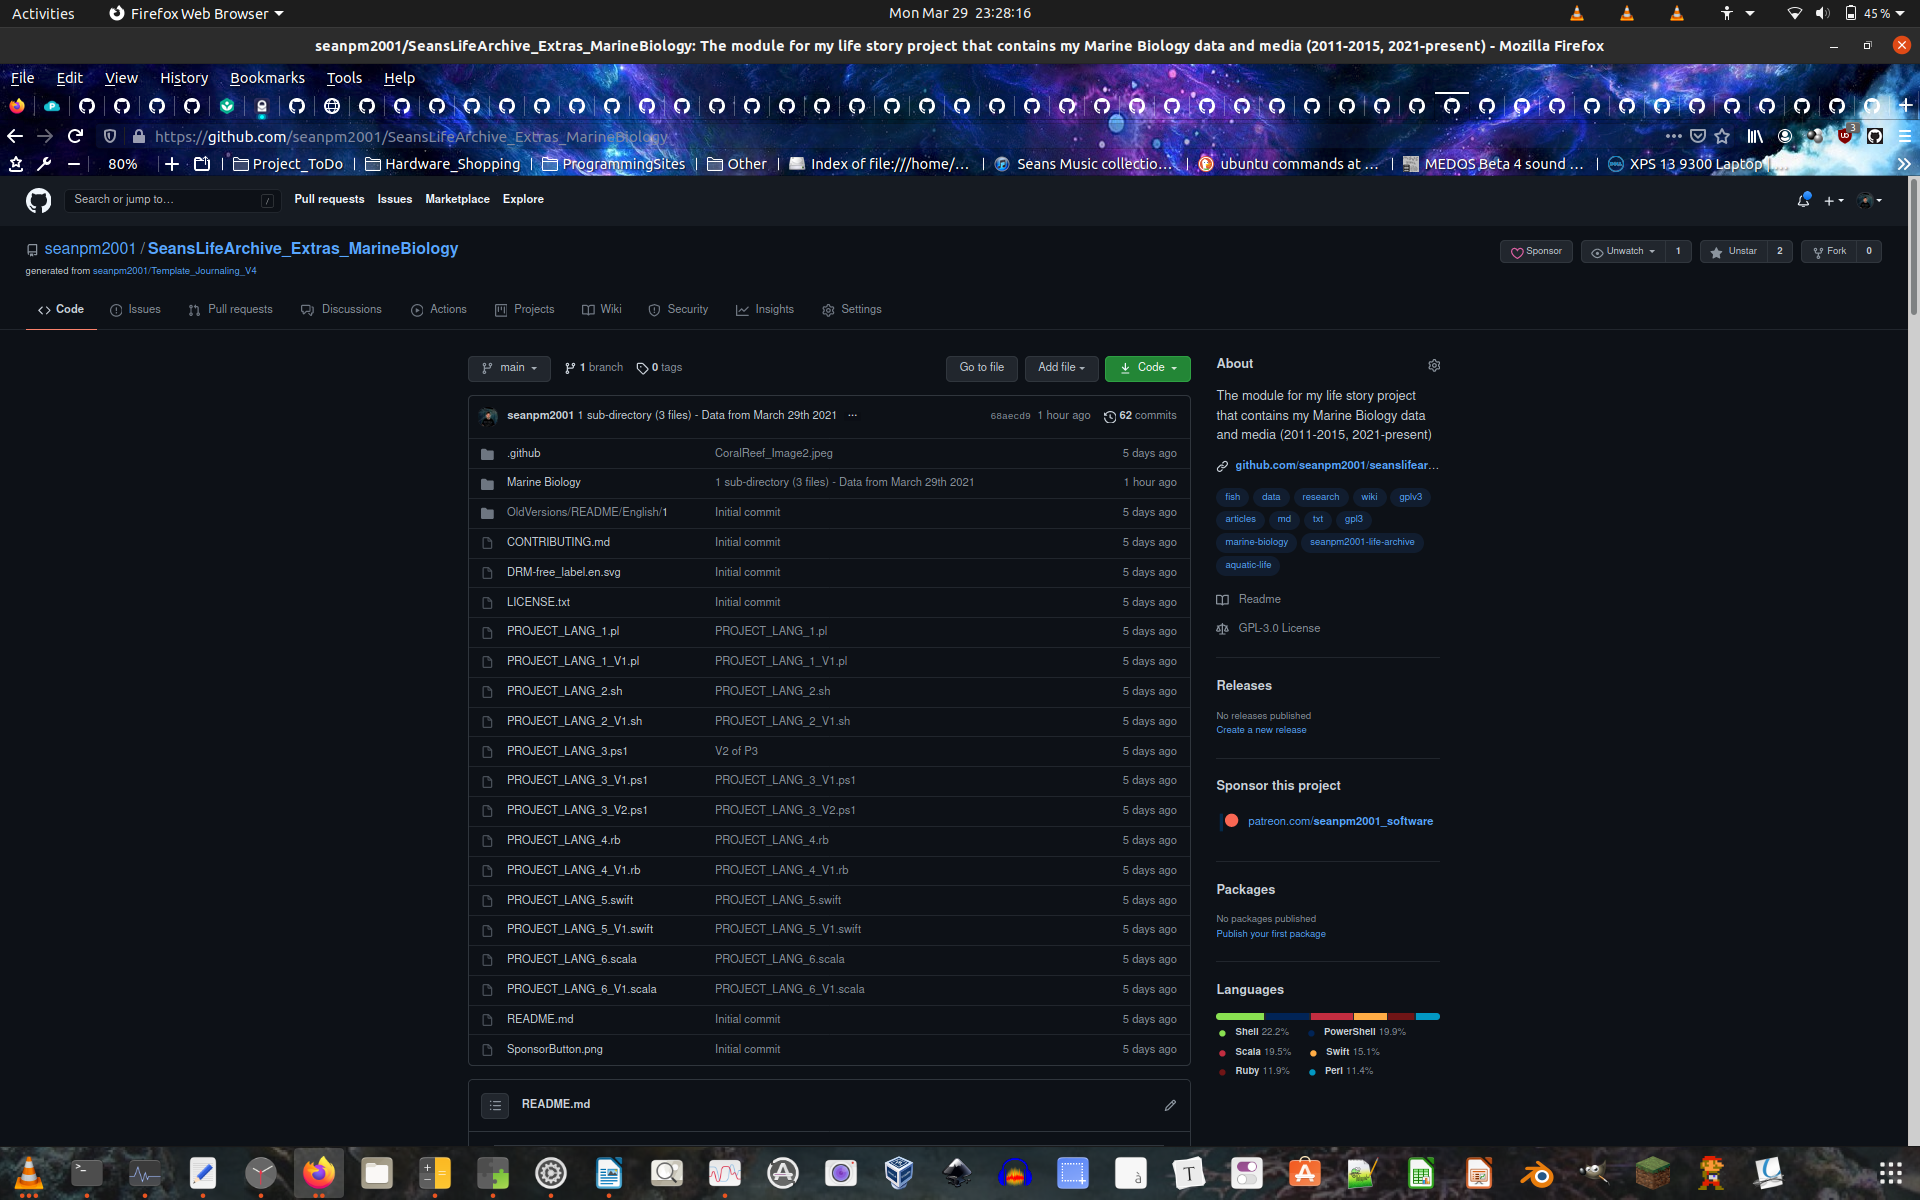 Activities Firefox Web Browser Mon Mar 29 23:28:16 45 %
seanpm2001/SeansLifeArchive_Extras_MarineBiology: The module for my life story project that contains my Marine Biology data and media (2011-2015, 2021-present) - Mozilla Firefox
File Edit View History Bookmarks Tools Help
https://github.com/seanpm2001/SeansLifeArchive_Extras_MarineBiology 3
80% Project_ToDo Hardware_Shopping ProgrammingSites Other Index of file:///home/... Seans Music collectio... ubuntu commands at ... MEDOS Beta 4 sound ... XPS 13 9300 Laptop |...
Search or jump to... / Pull requests Issues Marketplace Explore
seanpm2001 / SeansLifeArchive_Extras_MarineBiology Sponsor Unwatch 1 Unstar 2 Fork 0
generated from seanpm2001/Template_Journaling_V4
Code Issues Pull requests Discussions Actions Projects Wiki Security Insights Settings
main 1 branch 0 tags Go to file Add file Code
seanpm2001 1 sub-directory (3 files) - Data from March 29th 2021 ... 68aecd9 1 hour ago 62 commits
.github CoralReef_Image2.jpeg 5 days ago
Marine Biology 1 sub-directory (3 files) - Data from March 29th 2021 1 hour ago
OldVersions/README/English/1 Initial commit 5 days ago
CONTRIBUTING.md Initial commit 5 days ago
DRM-free_label.en.svg Initial commit 5 days ago
LICENSE.txt Initial commit 5 days ago
PROJECT_LANG_1.pl PROJECT_LANG_1.pl 5 days ago
PROJECT_LANG_1_V1.pl PROJECT_LANG_1_V1.pl 5 days ago
PROJECT_LANG_2.sh PROJECT_LANG_2.sh 5 days ago
PROJECT_LANG_2_V1.sh PROJECT_LANG_2_V1.sh 5 days ago
PROJECT_LANG_3.ps1 V2 of P3 5 days ago
PROJECT_LANG_3_V1.ps1 PROJECT_LANG_3_V1.ps1 5 days ago
PROJECT_LANG_3_V2.ps1 PROJECT_LANG_3_V2.ps1 5 days ago
PROJECT_LANG_4.rb PROJECT_LANG_4.rb 5 days ago
PROJECT_LANG_4_V1.rb PROJECT_LANG_4_V1.rb 5 days ago
PROJECT_LANG_5.swift PROJECT_LANG_5.swift 5 days ago
PROJECT_LANG_5_V1.swift PROJECT_LANG_5_V1.swift 5 days ago
PROJECT_LANG_6.scala PROJECT_LANG_6.scala 5 days ago
PROJECT_LANG_6_V1.scala PROJECT_LANG_6_V1.scala 5 days ago
README.md Initial commit 5 days ago
SponsorButton.png Initial commit 5 days ago
README.md
About
The module for my life story project
that contains my Marine Biology data
and media (2011-2015, 2021-present)
github.com/seanpm2001/seanslifear...
fish data research wiki gplv3
articles md txt gpl3
marine-biology seanpm2001-life-archive
aquatic-life
Readme
GPL-3.0 License
Releases
No releases published
Create a new release
Sponsor this project
patreon.com/seanpm2001_software
Packages
No packages published
Publish your first package
Languages
Shell 22.2% PowerShell 19.9%
Scala 19.5% Swift 15.1%
Ruby 11.9% Perl 11.4%